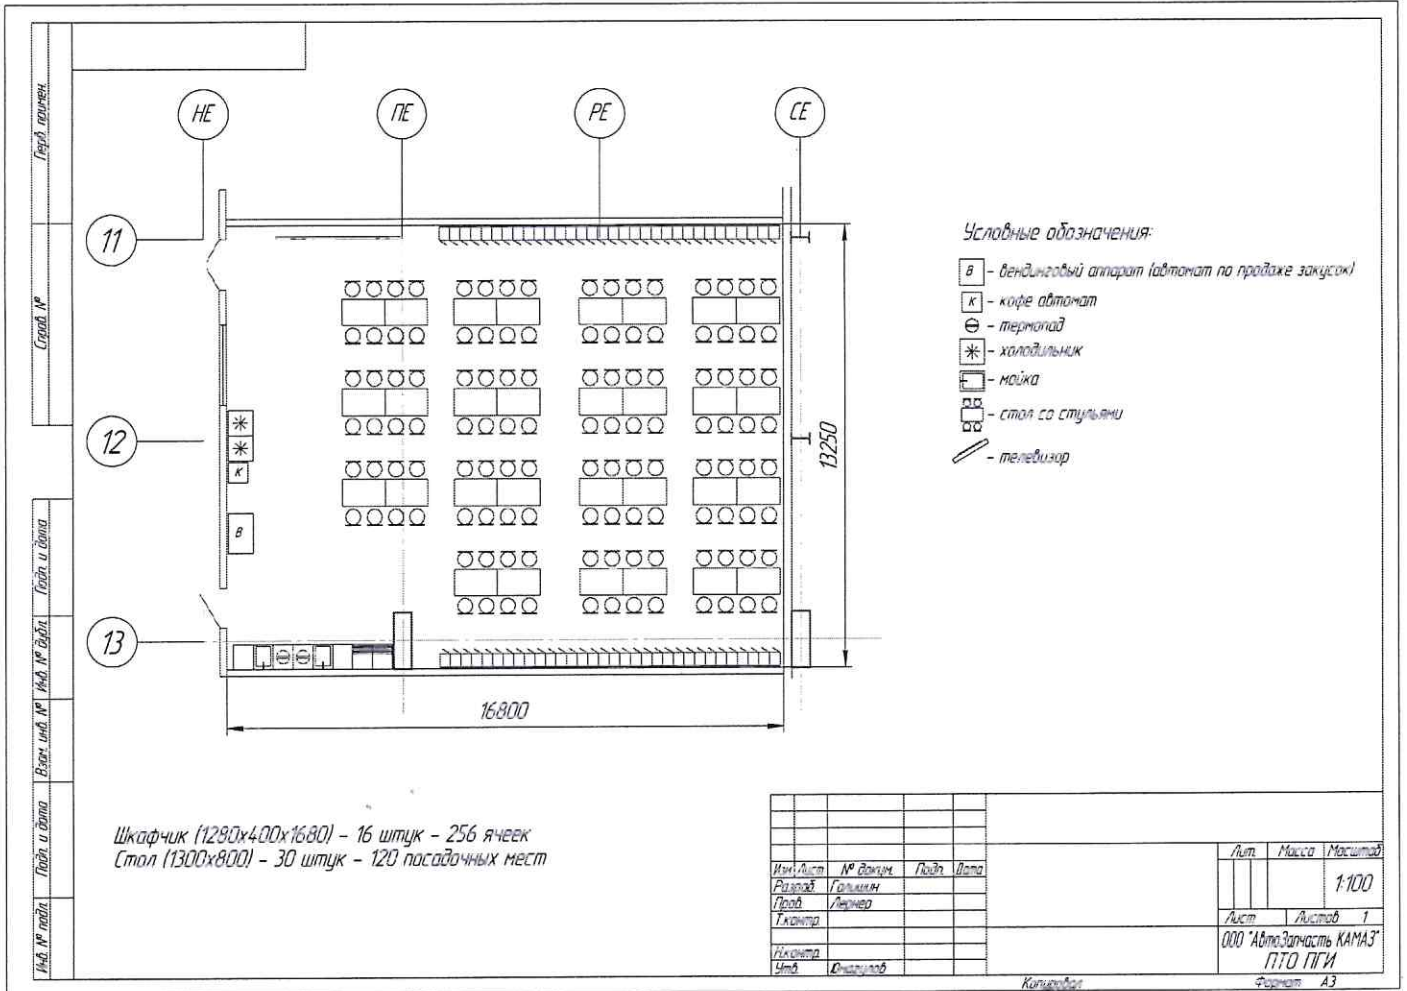 Перв. примен.
Справ. №
Подп. и дата
Инв. № дубл.
Взам. инв. №
Подп. и дата
Инв. № подл.
НЕ
ПЕ
РЕ
СЕ
11
12
13
К
В
13250
16800
Условные обозначения:
В - вендинговый аппарат (автомат по продаже закусок)
К - кофе автомат
- термопад
- холодильник
- мойка
- стол со стульями
- телевизор
Шкафчик (1280х400х1680) - 16 штук - 256 ячеек
Стол (1300х800) - 30 штук - 120 посадочных мест
Изм. Лист № докум. Подп. Дата
Разраб. Голишин
Пров. Лернер
Т.контр.
Н.контр.
Утв.
Лит. Масса Масштаб
1:100
Лист Листов 1
ООО "АвтоЗапчасть КАМАЗ"
ПТО ПГИ
Копировал
Формат А3